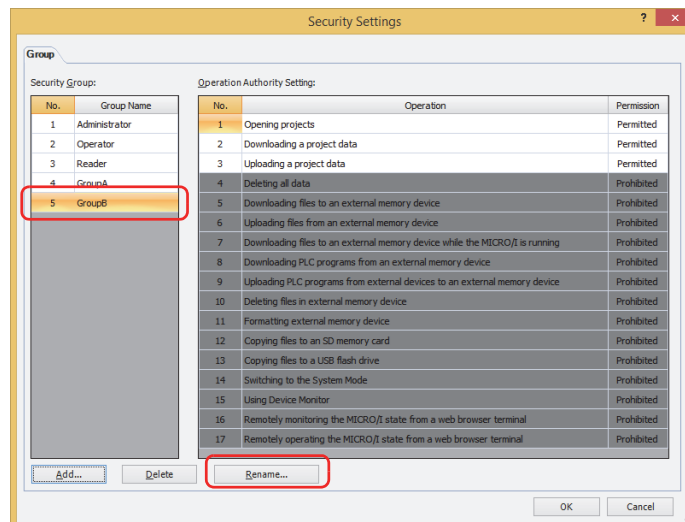 Security Settings
?
×
Group
Security Group:
Operation Authority Setting:
No. Group Name
1 Administrator
2 Operator
3 Reader
4 GroupA
5 GroupB
No. Operation Permission
1 Opening projects Permitted
2 Downloading a project data Permitted
3 Uploading a project data Permitted
4 Deleting all data Prohibited
5 Downloading files to an external memory device Prohibited
6 Uploading files from an external memory device Prohibited
7 Downloading files to an external memory device while the MICRO/I is running Prohibited
8 Downloading PLC programs from an external memory device Prohibited
9 Uploading PLC programs from external devices to an external memory device Prohibited
10 Deleting files in external memory device Prohibited
11 Formatting external memory device Prohibited
12 Copying files to an SD memory card Prohibited
13 Copying files to a USB flash drive Prohibited
14 Switching to the System Mode Prohibited
15 Using Device Monitor Prohibited
16 Remotely monitoring the MICRO/I state from a web browser terminal Prohibited
17 Remotely operating the MICRO/I state from a web browser terminal Prohibited
Add... Delete Rename...
OK Cancel